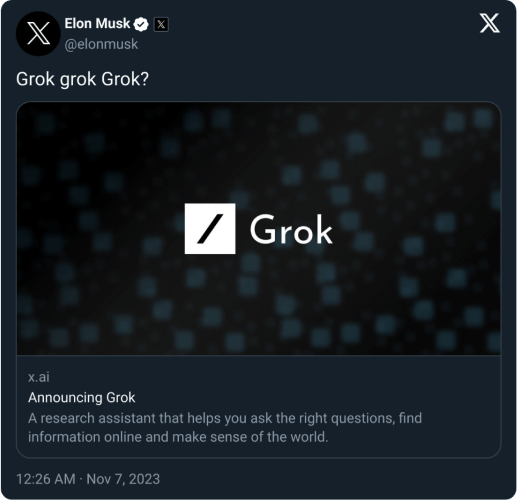 Elon Musk
@elonmusk
Grok grok Grok?
Grok
x.ai
Announcing Grok
A research assistant that helps you ask the right questions, find
information online and make sense of the world.
12:26 AM · Nov 7, 2023